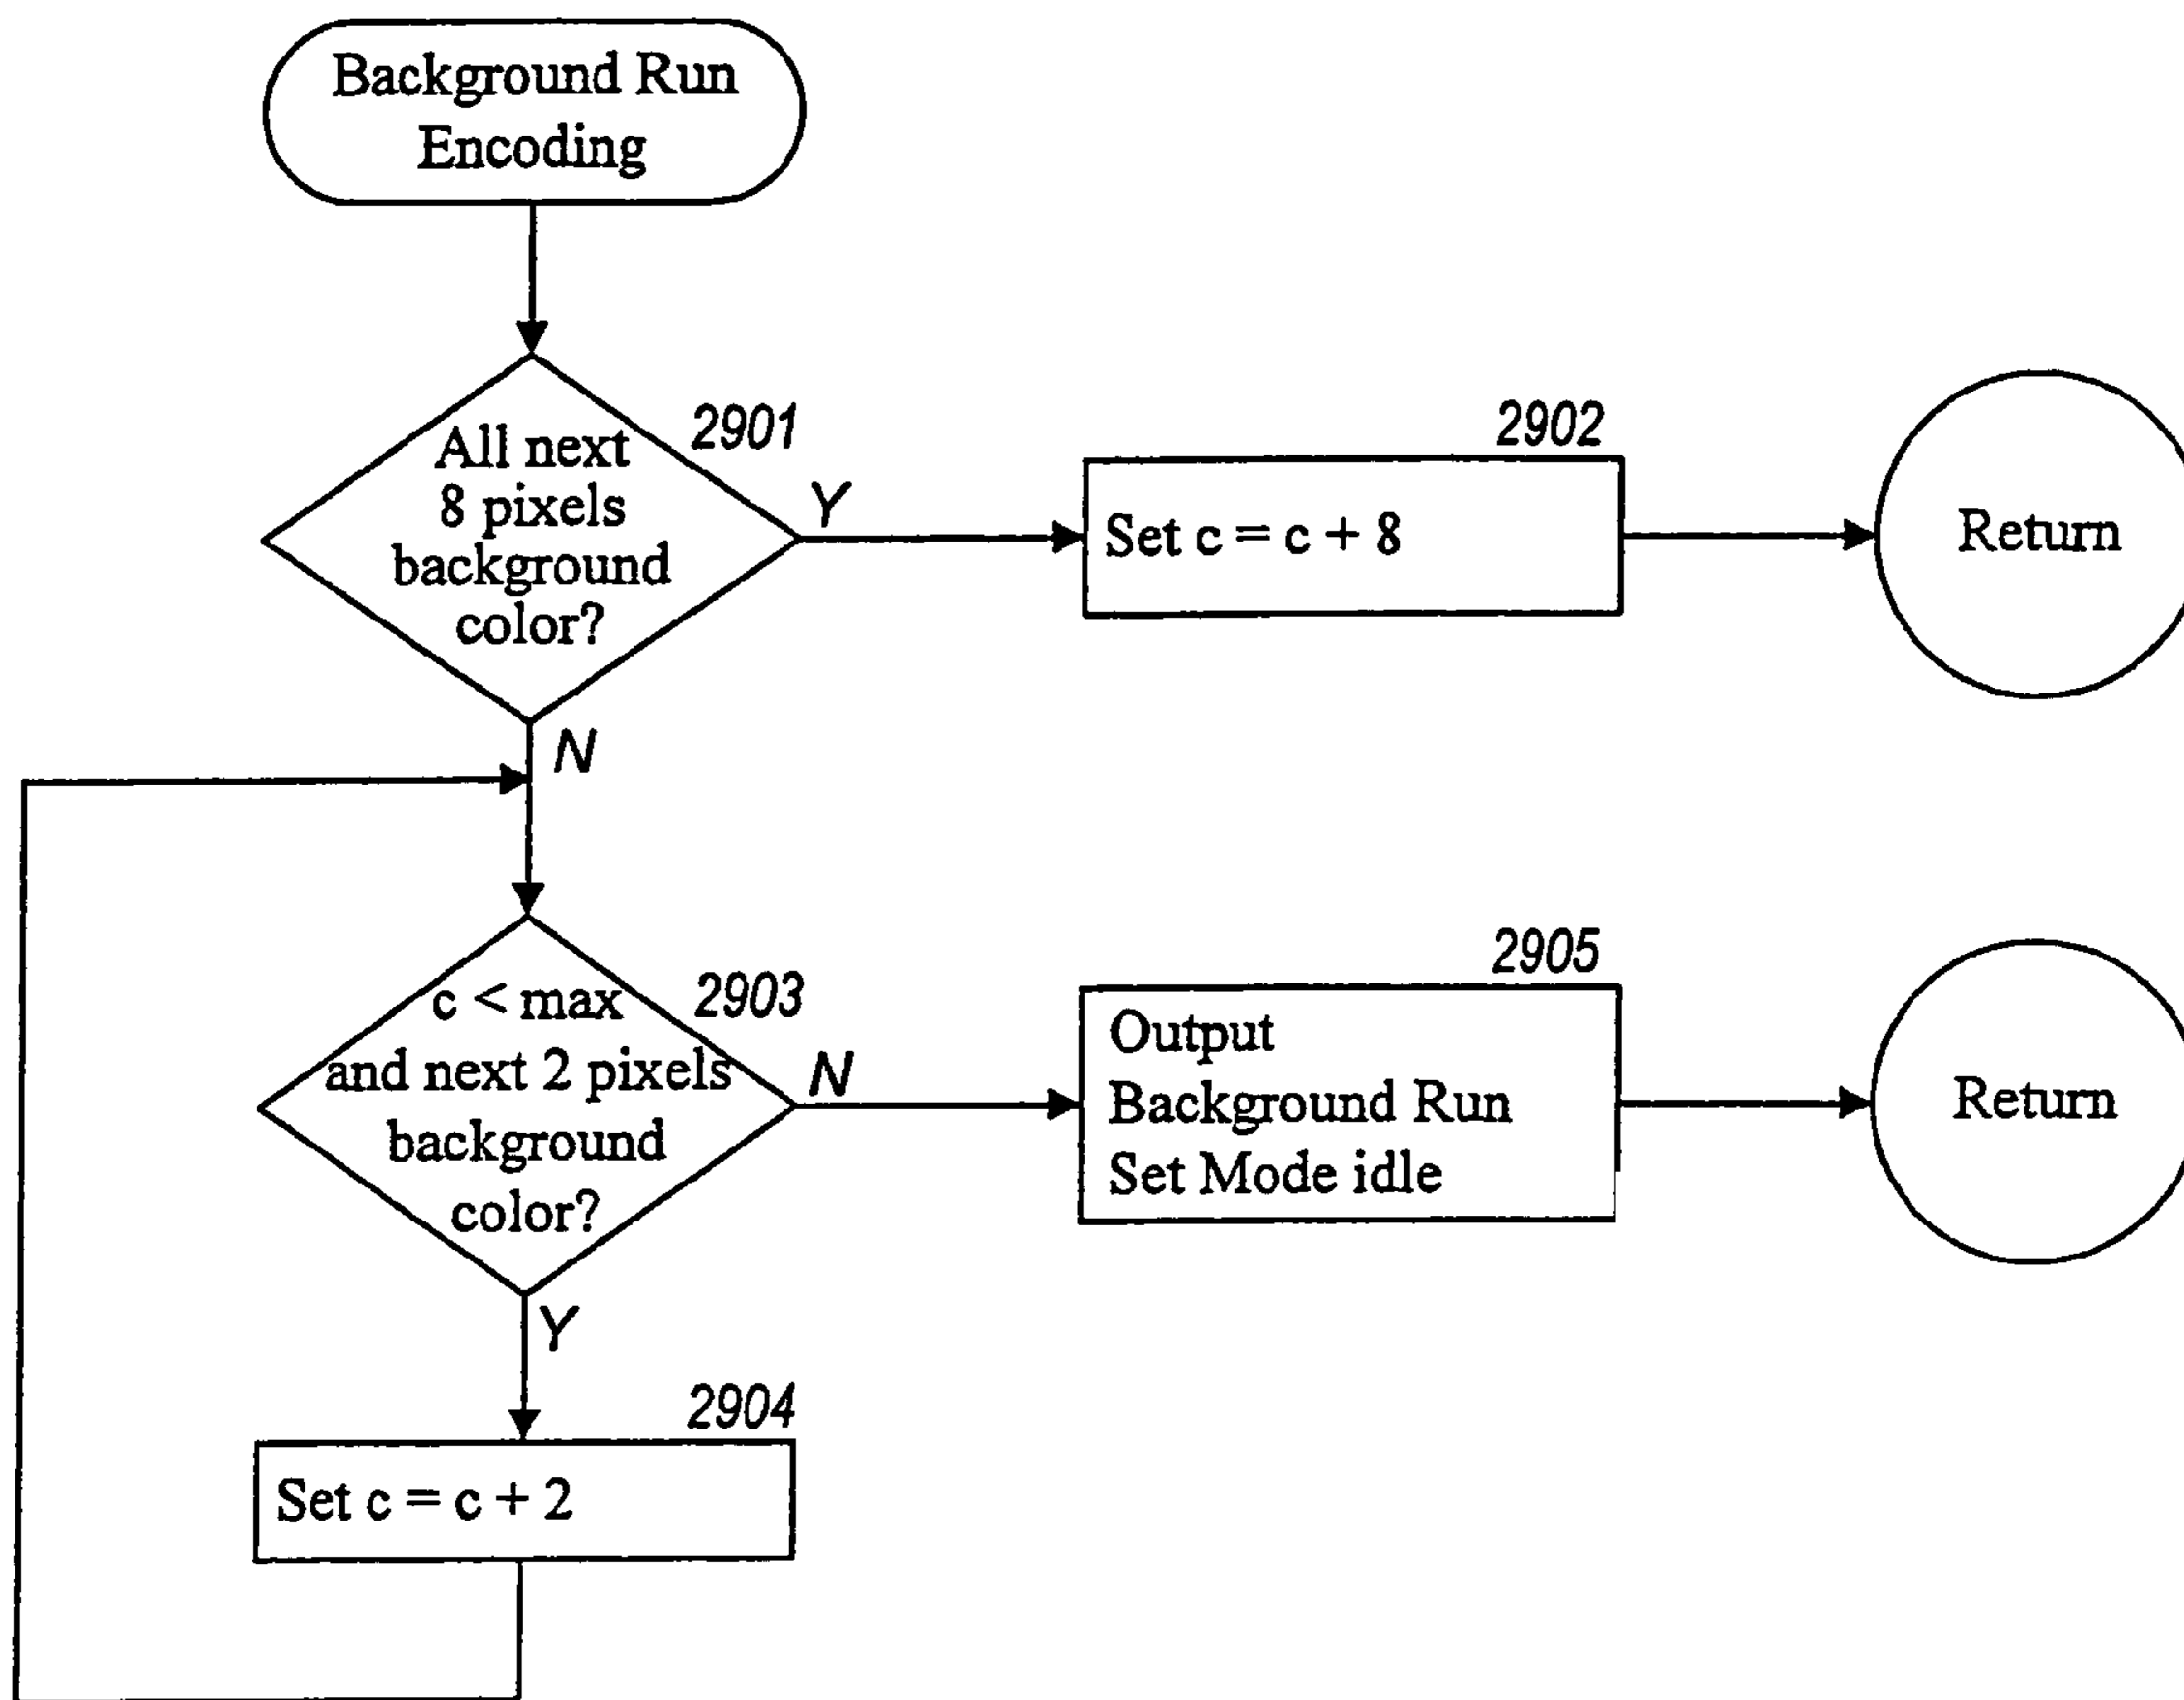 Background Run
Encoding
2901
All next
8 pixels
background
color?
Y
2902
Set c = c + 8
Return
N
2903
c < max
and next 2 pixels
background
color?
N
2905
Output
Background Run
Set Mode idle
Return
Y
2904
Set c = c + 2